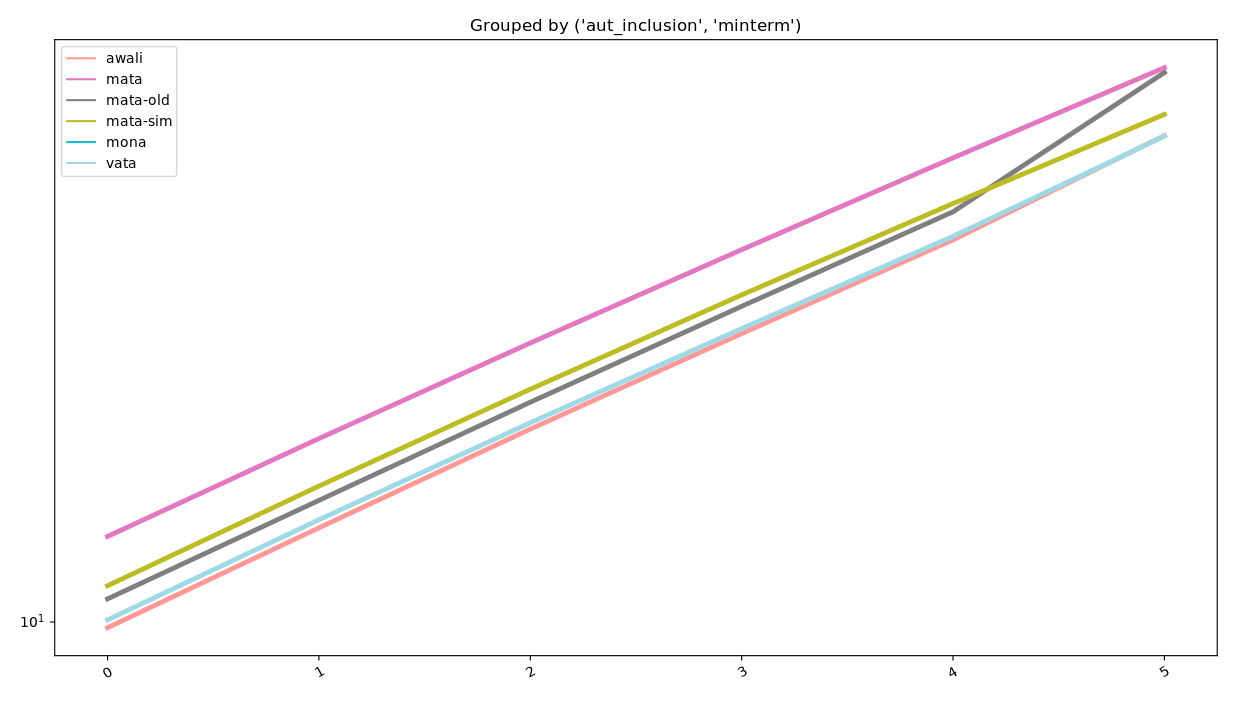 Grouped by ('aut_inclusion', 'minterm')
awali
mata
mata-old
mata-sim
mona
vata
10¹
0 1 2 3 4 5